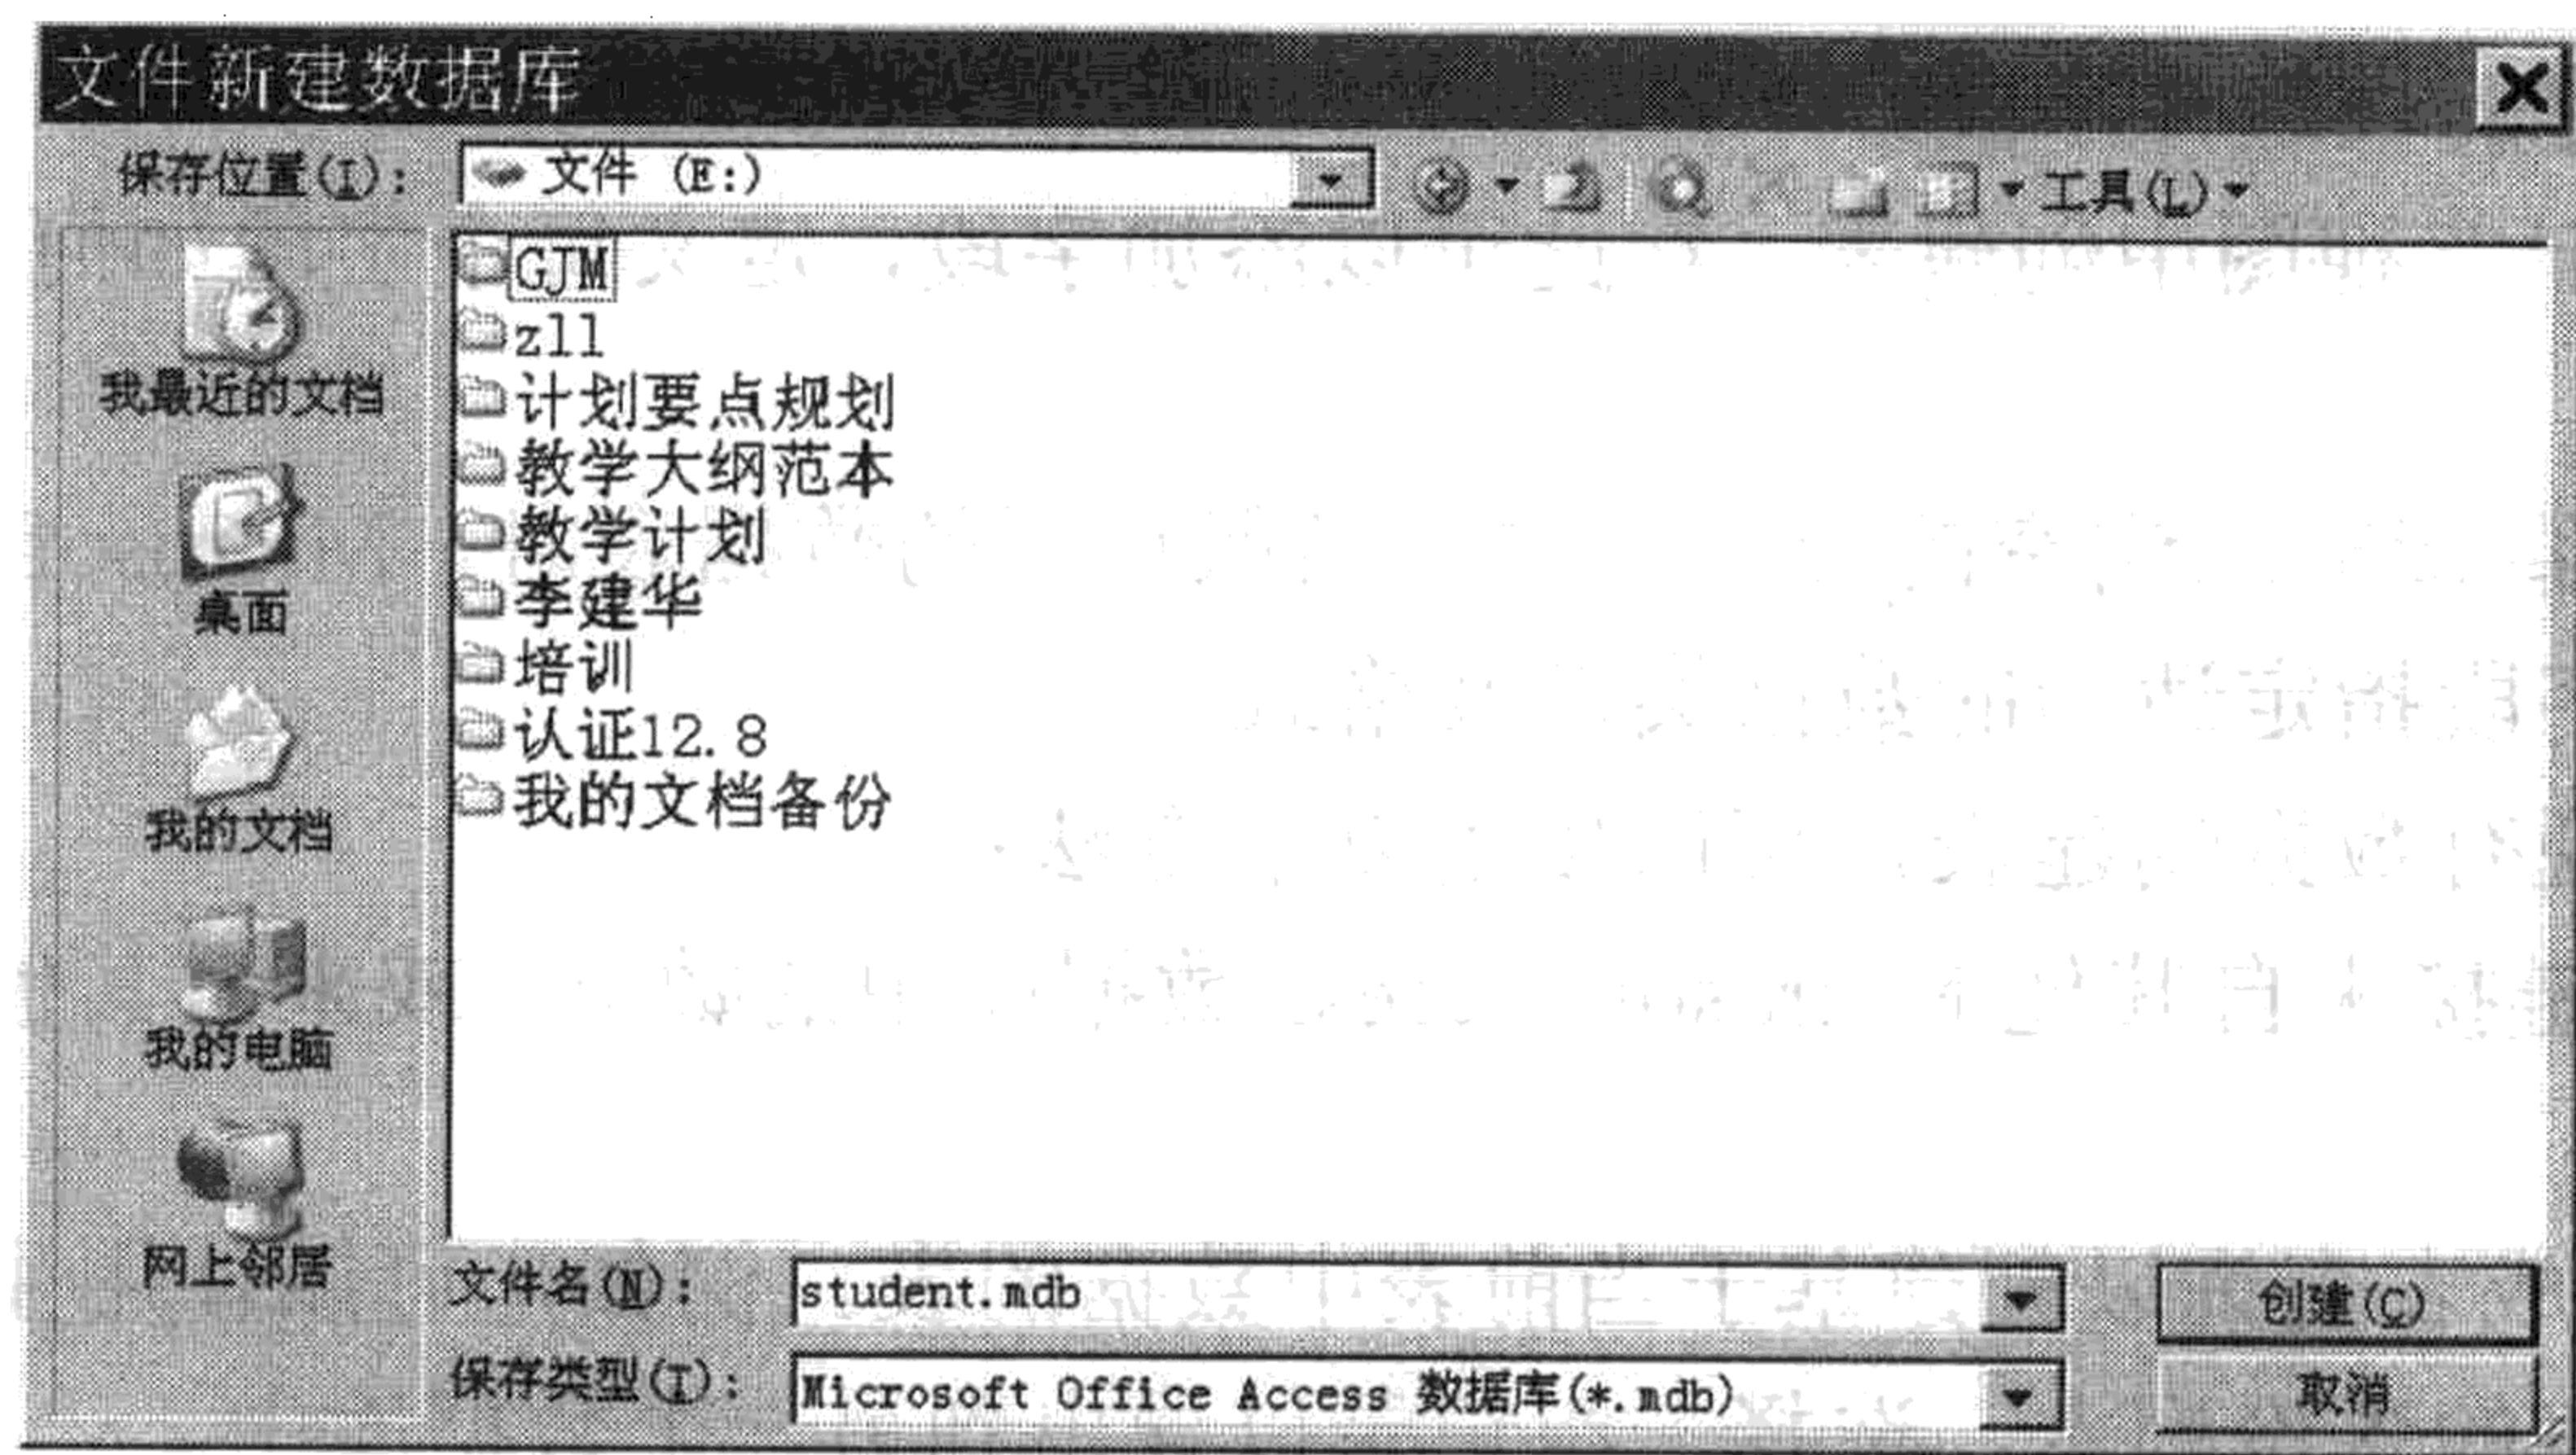 文件新建数据库
保存位置(I): 文件 (E:) 工具(L)
我最近的文档
桌面
我的文档
我的电脑
网上邻居
GJM
zll
计划要点规划
教学大纲范本
教学计划
李建华
培训
认证12.8
我的文档备份
文件名(N): student.mdb 创建(C)
保存类型(T): Microsoft Office Access 数据库(*.mdb) 取消